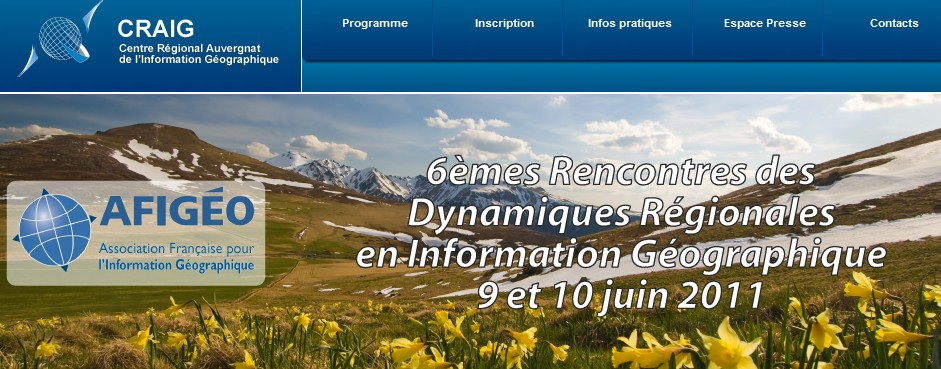 CRAIG
Centre Régional Auvergnat
de l'Information Géographique
Programme
Inscription
Infos pratiques
Espace Presse
Contacts
AFIGÉO
Association Française pour
l'Information Géographique
6èmes Rencontres des
Dynamiques Régionales
en Information Géographique
9 et 10 juin 2011